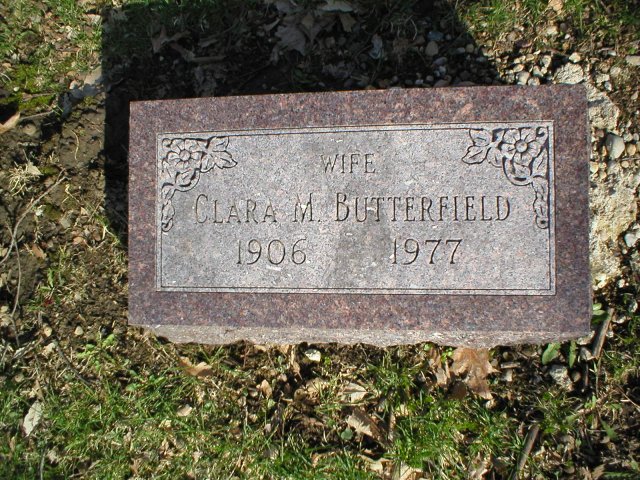 WIFE
CLARA M. BUTTERFIELD
1906 1977